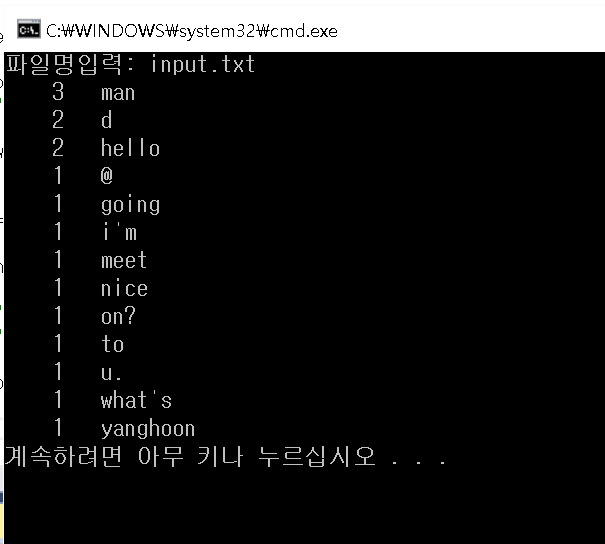 C:\WINDOWS\system32\cmd.exe
파일명입력: input.txt
3 man
2 d
2 hello
1 @
1 going
1 i'm
1 meet
1 nice
1 on?
1 to
1 u.
1 what's
1 yanghoon
계속하려면 아무 키나 누르십시오 . . .